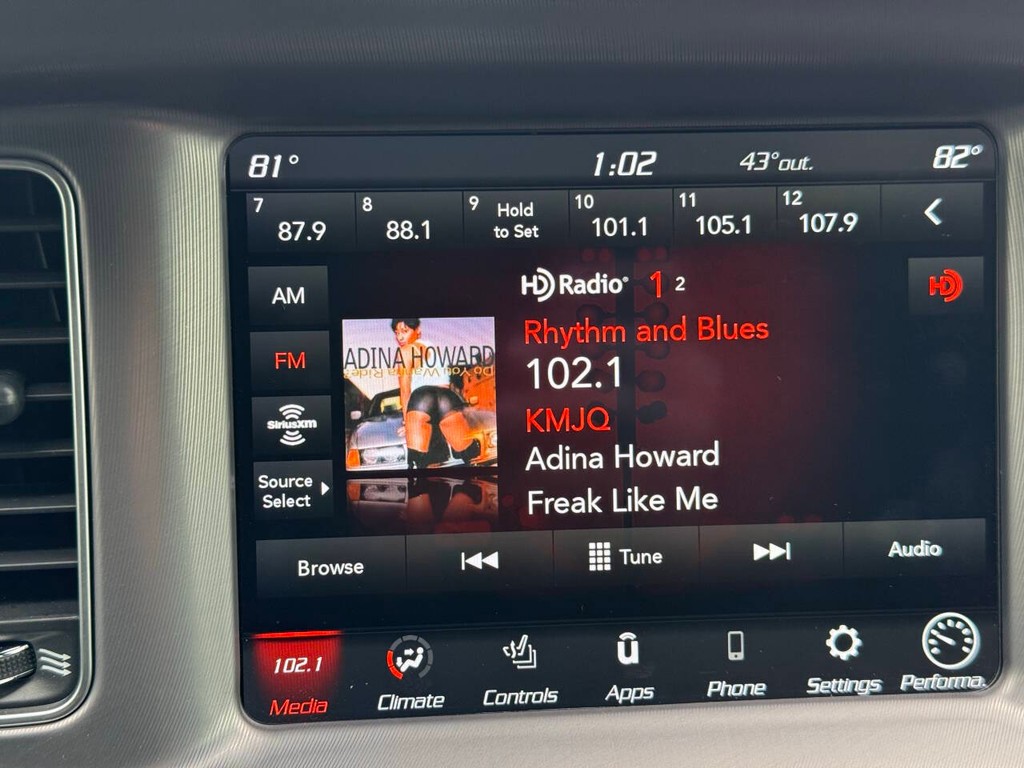 81° 1:02 43°out. 82°
7 87.9
8 88.1
9 Hold to Set
10 101.1
11 105.1
12 107.9
HD Radio 1 2
HD
AM
FM
SiriusXM
Source
Select
ADINA HOWARD
Do You Wanna Ride?
Rhythm and Blues
102.1
KMJQ
Adina Howard
Freak Like Me
Browse
Tune
Audio
102.1
Media
Climate
Controls
Apps
Phone
Settings
Performa.